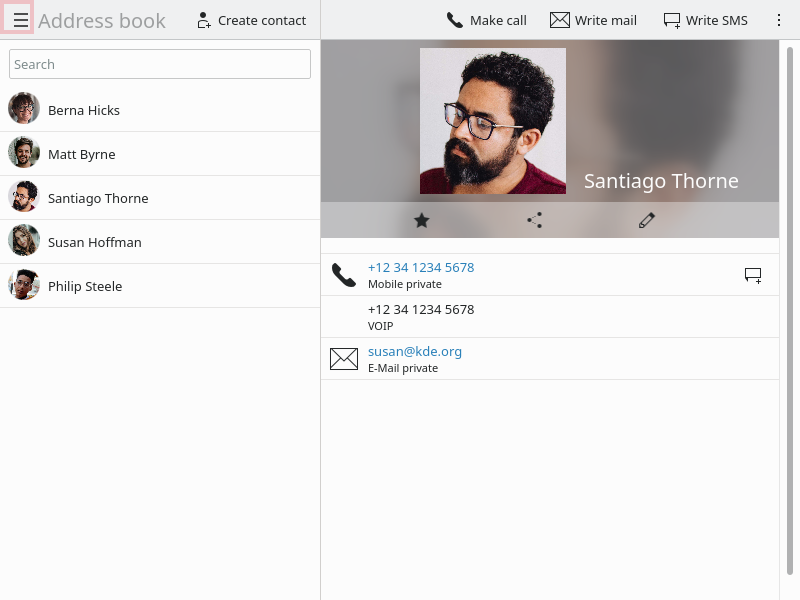 Address book
Create contact
Make call
Write mail
Write SMS
Search
Berna Hicks
Matt Byrne
Santiago Thorne
Susan Hoffman
Philip Steele
Santiago Thorne
+12 34 1234 5678
Mobile private
+12 34 1234 5678
VOIP
susan@kde.org
E-Mail private